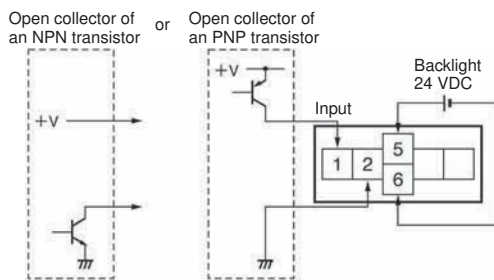 Open collector of
an NPN transistor
or
Open collector of
an PNP transistor
+V
+V
Backlight
24 VDC
Input
1
2
5
6